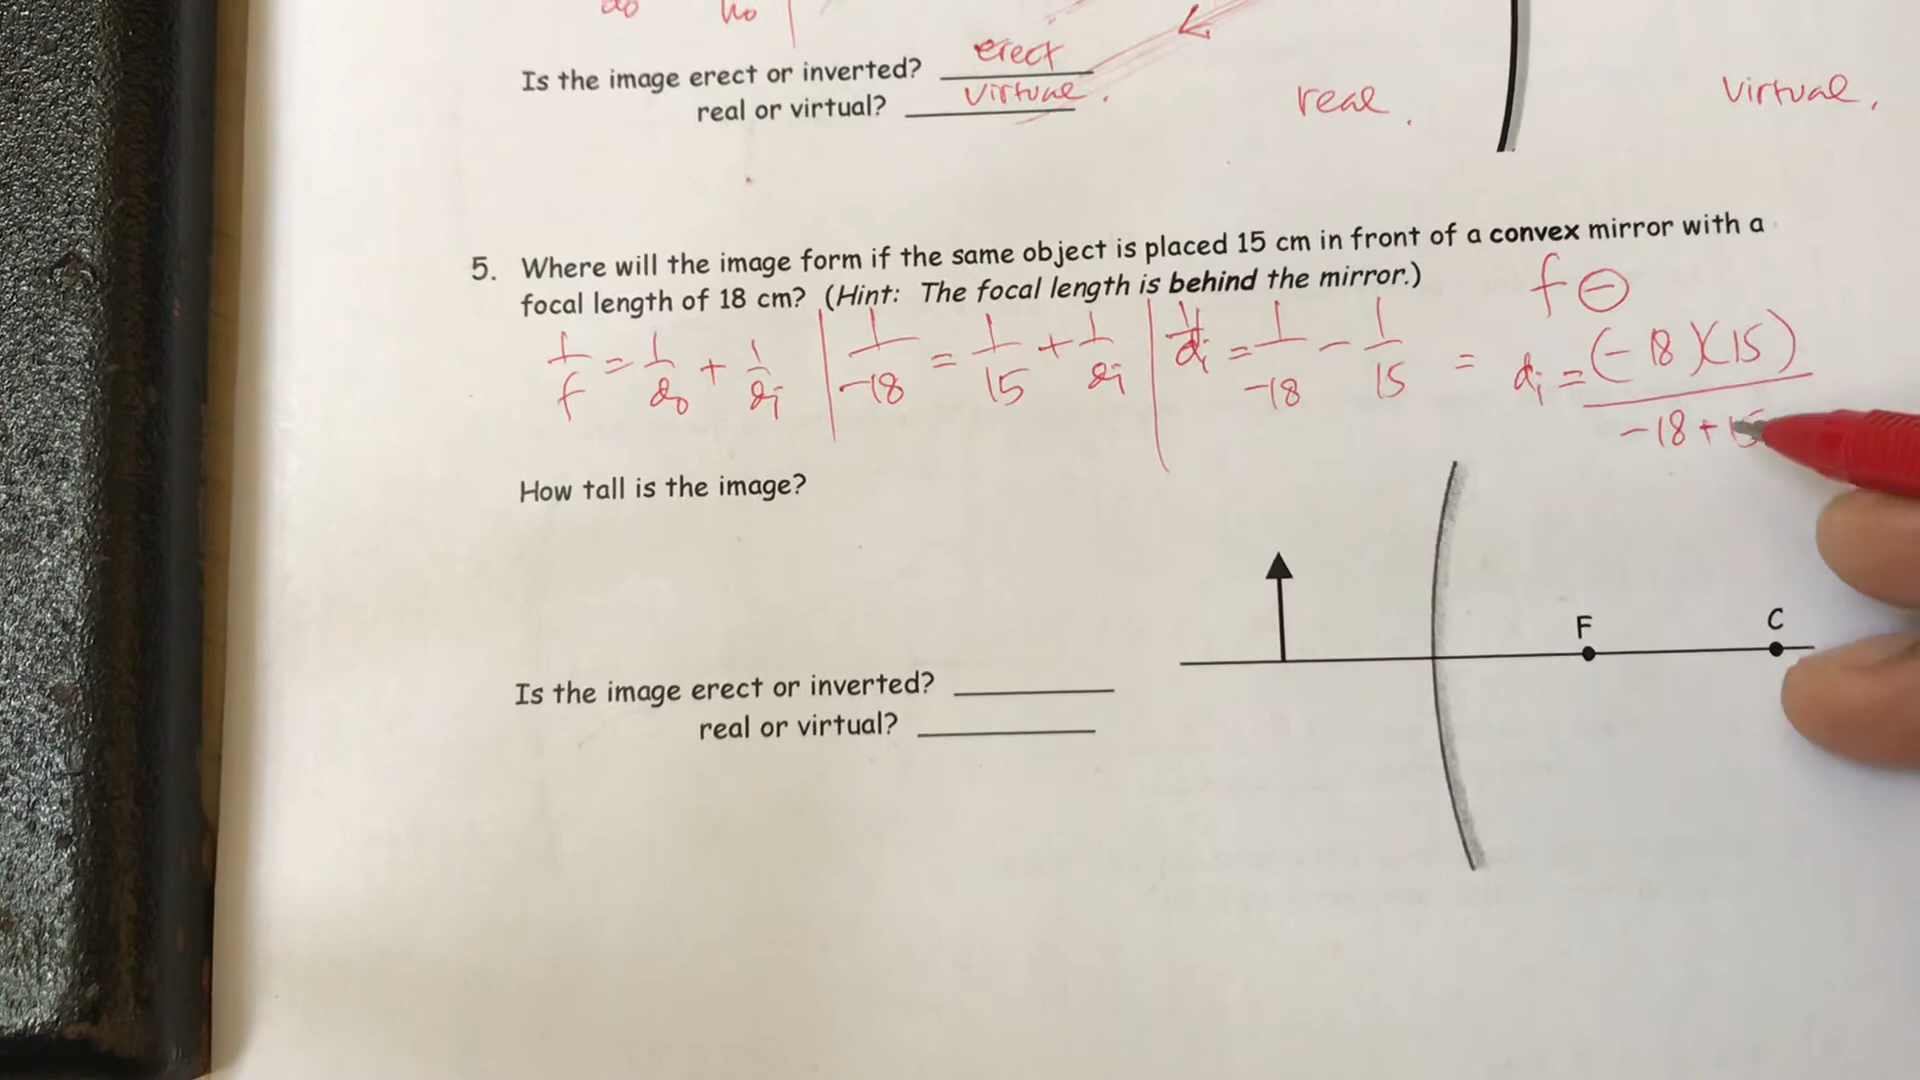 do ho
Is the image erect or inverted? erect
real or virtual? virtual.
real. virtual.
5. Where will the image form if the same object is placed 15 cm in front of a convex mirror with a
focal length of 18 cm? (Hint: The focal length is behind the mirror.)
f ⊖
1/f = 1/do + 1/di | 1/-18 = 1/15 + 1/di | 1/di = 1/-18 - 1/15 = di = (-18)(15)/-18+15
How tall is the image?
F C
Is the image erect or inverted?
real or virtual?